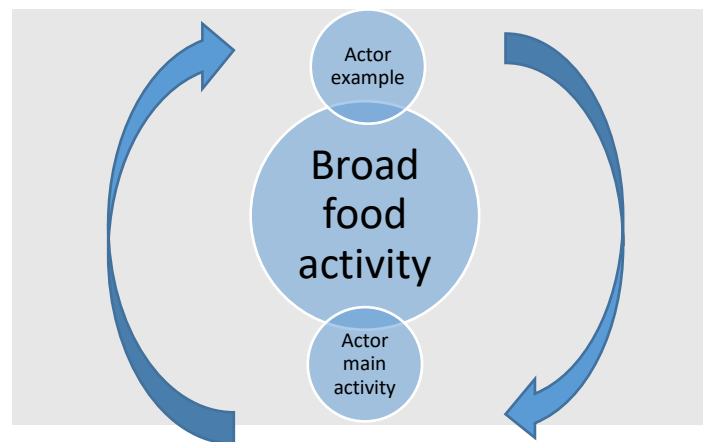 Actor
example
Broad
food
activity
Actor
main
activity